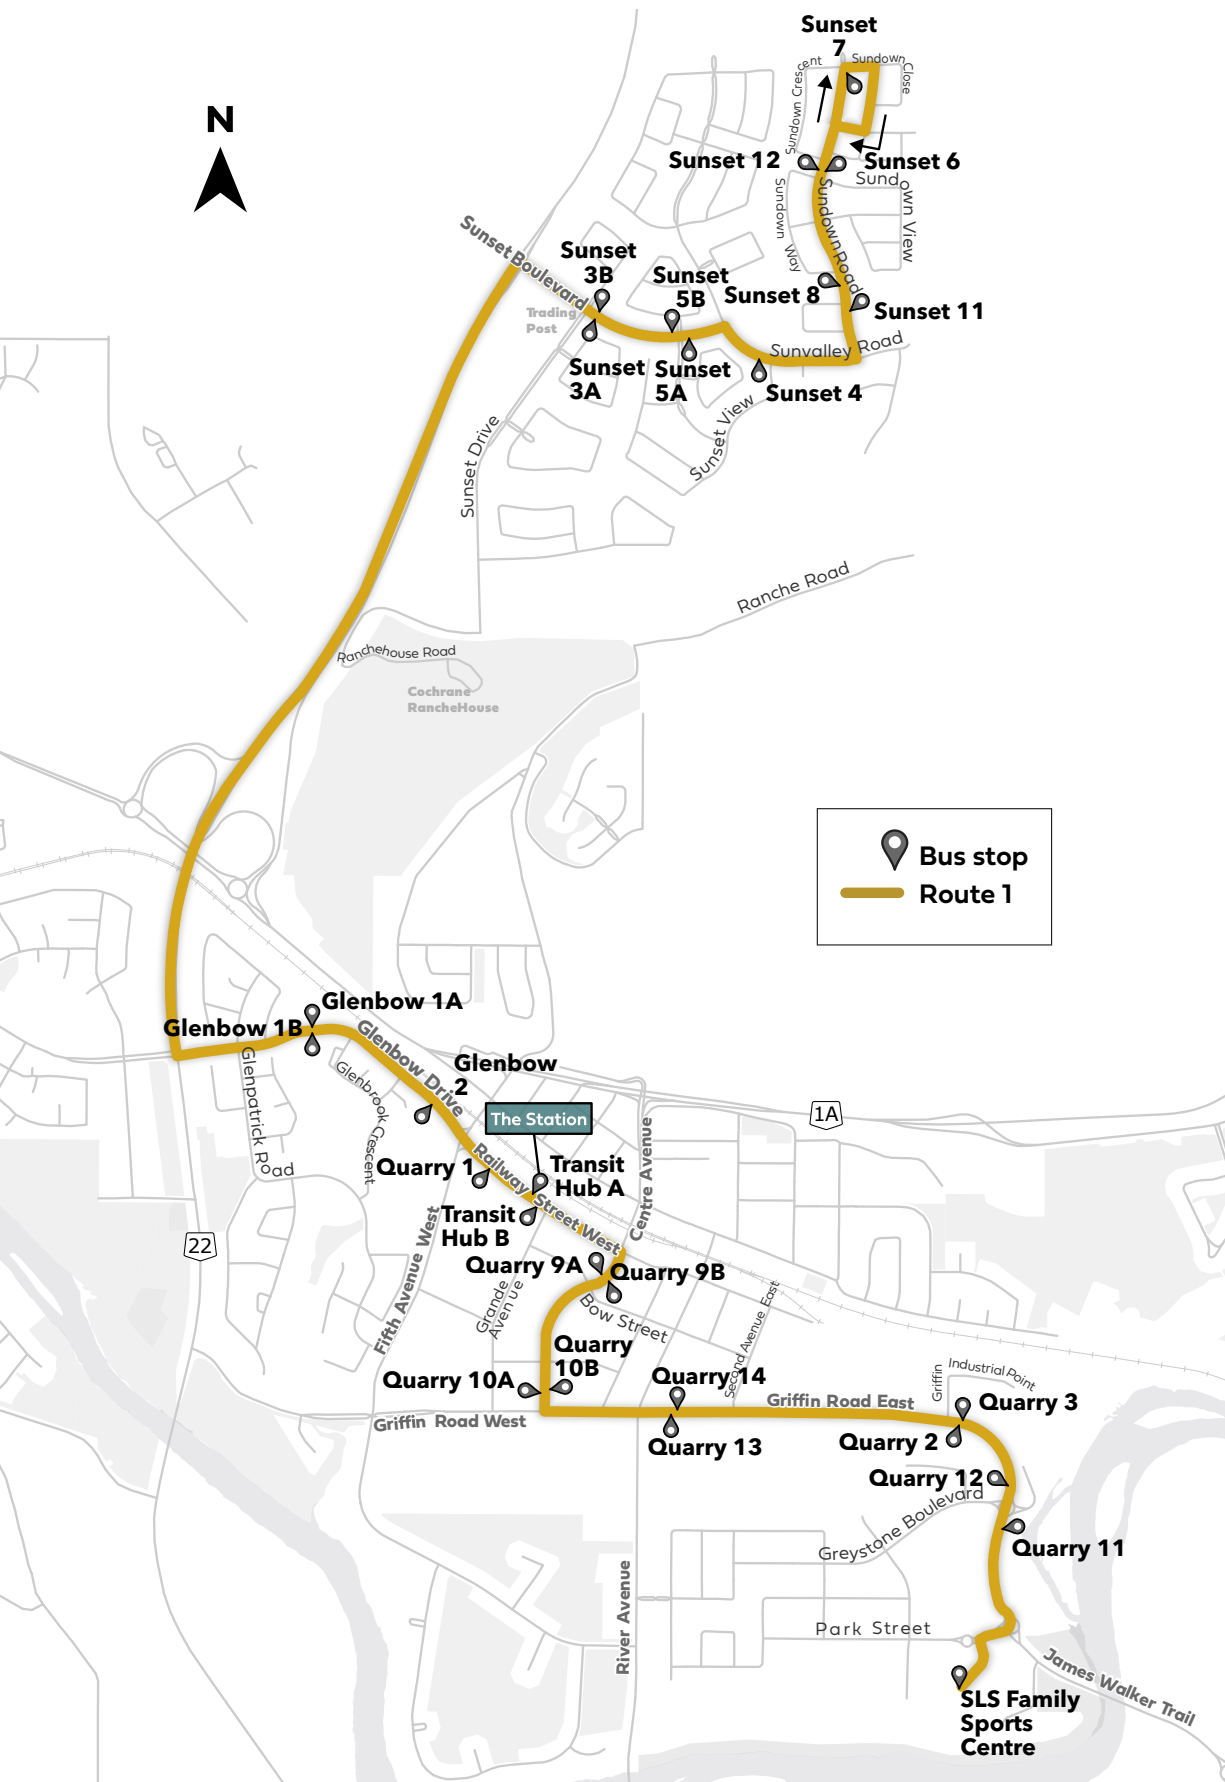 Sunset
7
Sundown
Close
Sundown Crescent
N
Sunset 12
Sunset 6
Sundown View
Sundown Way
Sundown Road
Sunset Boulevard
Sunset
3B
Sunset
5B
Sunset 8
Sunset 11
Trading
Post
Sunvalley Road
Sunset
3A
Sunset
5A
Sunset 4
Sunset View
Sunset Drive
Ranche Road
Ranchehouse Road
Cochrane
RancheHouse
Bus stop
Route 1
Glenbow 1A
Glenbow 1B
Glenbow Drive
Glenbow
2
Glenpatrick Road
Glenbrook Crescent
The Station
1A
Centre Avenue
Quarry 1
Railway Street West
Transit
Hub A
Transit
Hub B
22
Fifth Avenue West
Quarry 9A
Quarry 9B
Grande
Avenue
Bow Street
Second Avenue East
Quarry
10B
Quarry 10A
Quarry 14
Griffin Road East
Griffin Road West
Griffin
Industrial Point
Quarry 3
Quarry 13
Quarry 2
Quarry 12
Greystone Boulevard
Quarry 11
River Avenue
Park Street
James Walker Trail
SLS Family
Sports
Centre